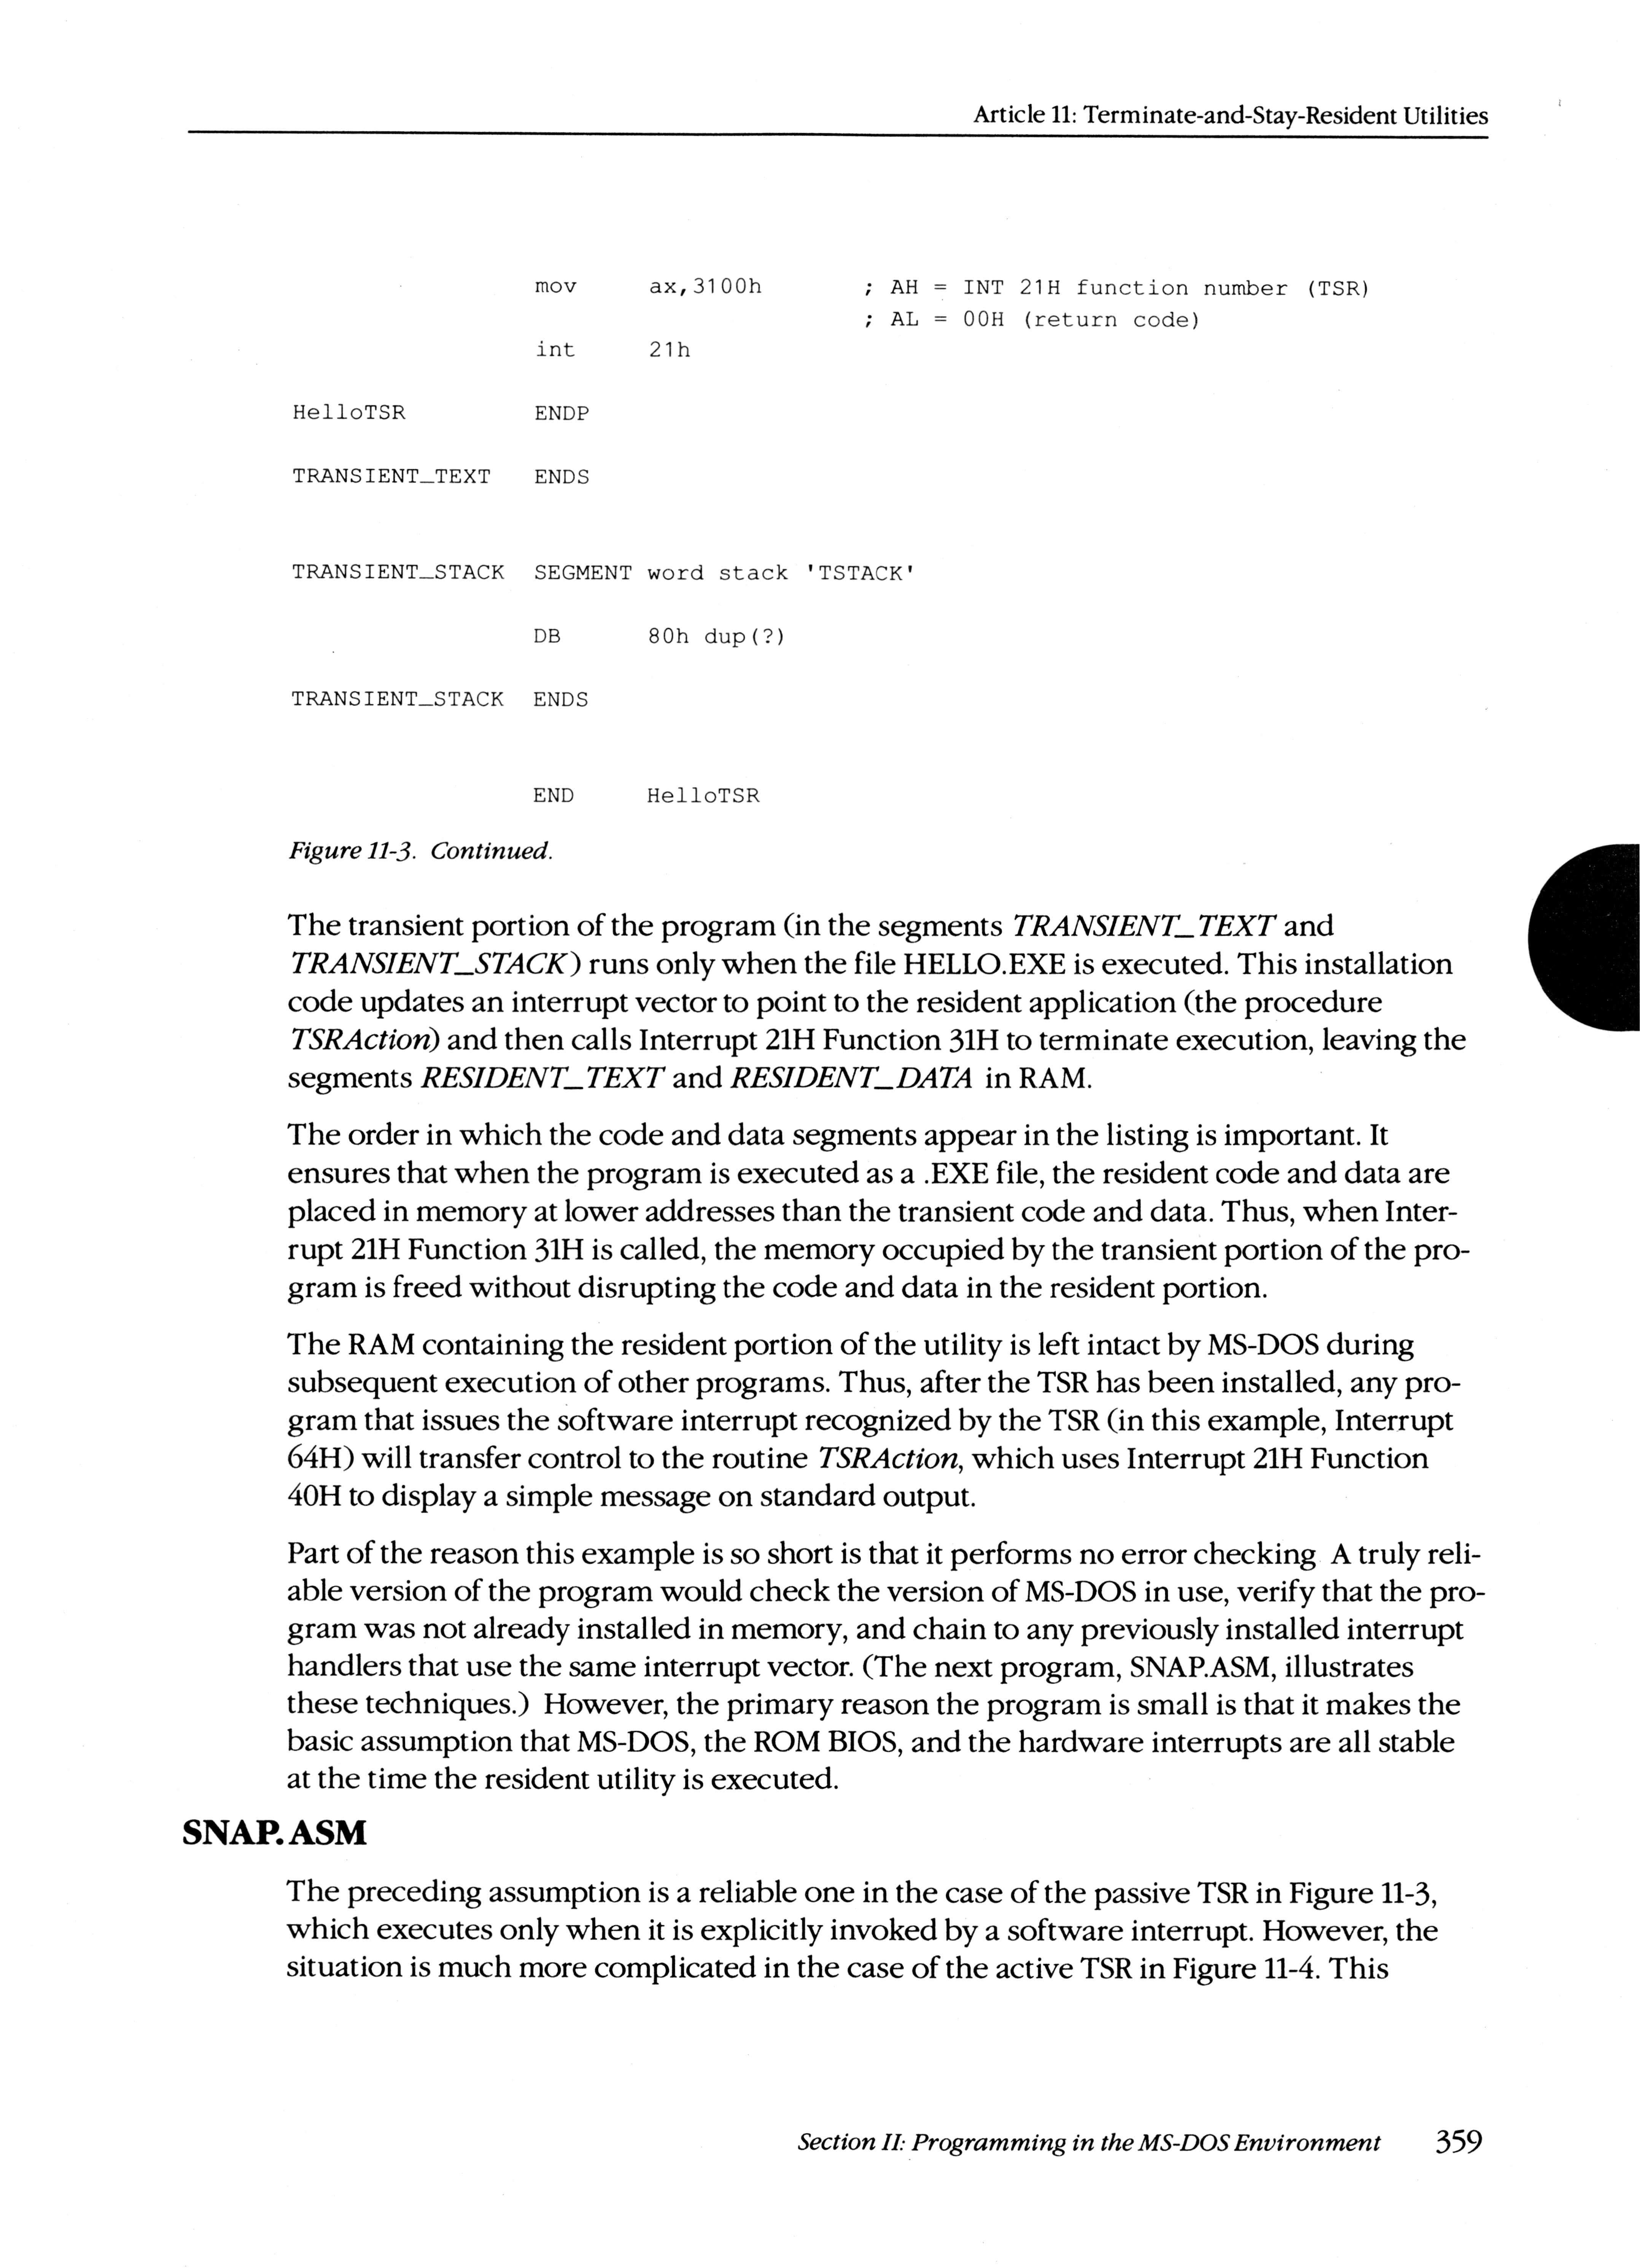 Article 11: Terminate-and-Stay-Resident Utilities
mov ax,3100h ; AH = INT 21H function number (TSR)
; AL = 00H (return code)
int 21h
HelloTSR ENDP
TRANSIENT_TEXT ENDS
TRANSIENT_STACK SEGMENT word stack 'TSTACK'
DB 80h dup(?)
TRANSIENT_STACK ENDS
END HelloTSR
Figure 11-3. Continued.
The transient portion of the program (in the segments TRANSIENT_TEXT and
TRANSIENT_STACK) runs only when the file HELLO.EXE is executed. This installation
code updates an interrupt vector to point to the resident application (the procedure
TSRAction) and then calls Interrupt 21H Function 31H to terminate execution, leaving the
segments RESIDENT_TEXT and RESIDENT_DATA in RAM.
The order in which the code and data segments appear in the listing is important. It
ensures that when the program is executed as a .EXE file, the resident code and data are
placed in memory at lower addresses than the transient code and data. Thus, when Inter-
rupt 21H Function 31H is called, the memory occupied by the transient portion of the pro-
gram is freed without disrupting the code and data in the resident portion.
The RAM containing the resident portion of the utility is left intact by MS-DOS during
subsequent execution of other programs. Thus, after the TSR has been installed, any pro-
gram that issues the software interrupt recognized by the TSR (in this example, Interrupt
64H) will transfer control to the routine TSRAction, which uses Interrupt 21H Function
40H to display a simple message on standard output.
Part of the reason this example is so short is that it performs no error checking A truly reli-
able version of the program would check the version of MS-DOS in use, verify that the pro-
gram was not already installed in memory, and chain to any previously installed interrupt
handlers that use the same interrupt vector. (The next program, SNAP.ASM, illustrates
these techniques.) However, the primary reason the program is small is that it makes the
basic assumption that MS-DOS, the ROM BIOS, and the hardware interrupts are all stable
at the time the resident utility is executed.
SNAP.ASM
The preceding assumption is a reliable one in the case of the passive TSR in Figure 11-3,
which executes only when it is explicitly invoked by a software interrupt. However, the
situation is much more complicated in the case of the active TSR in Figure 11-4. This
Section II: Programming in the MS-DOS Environment 359